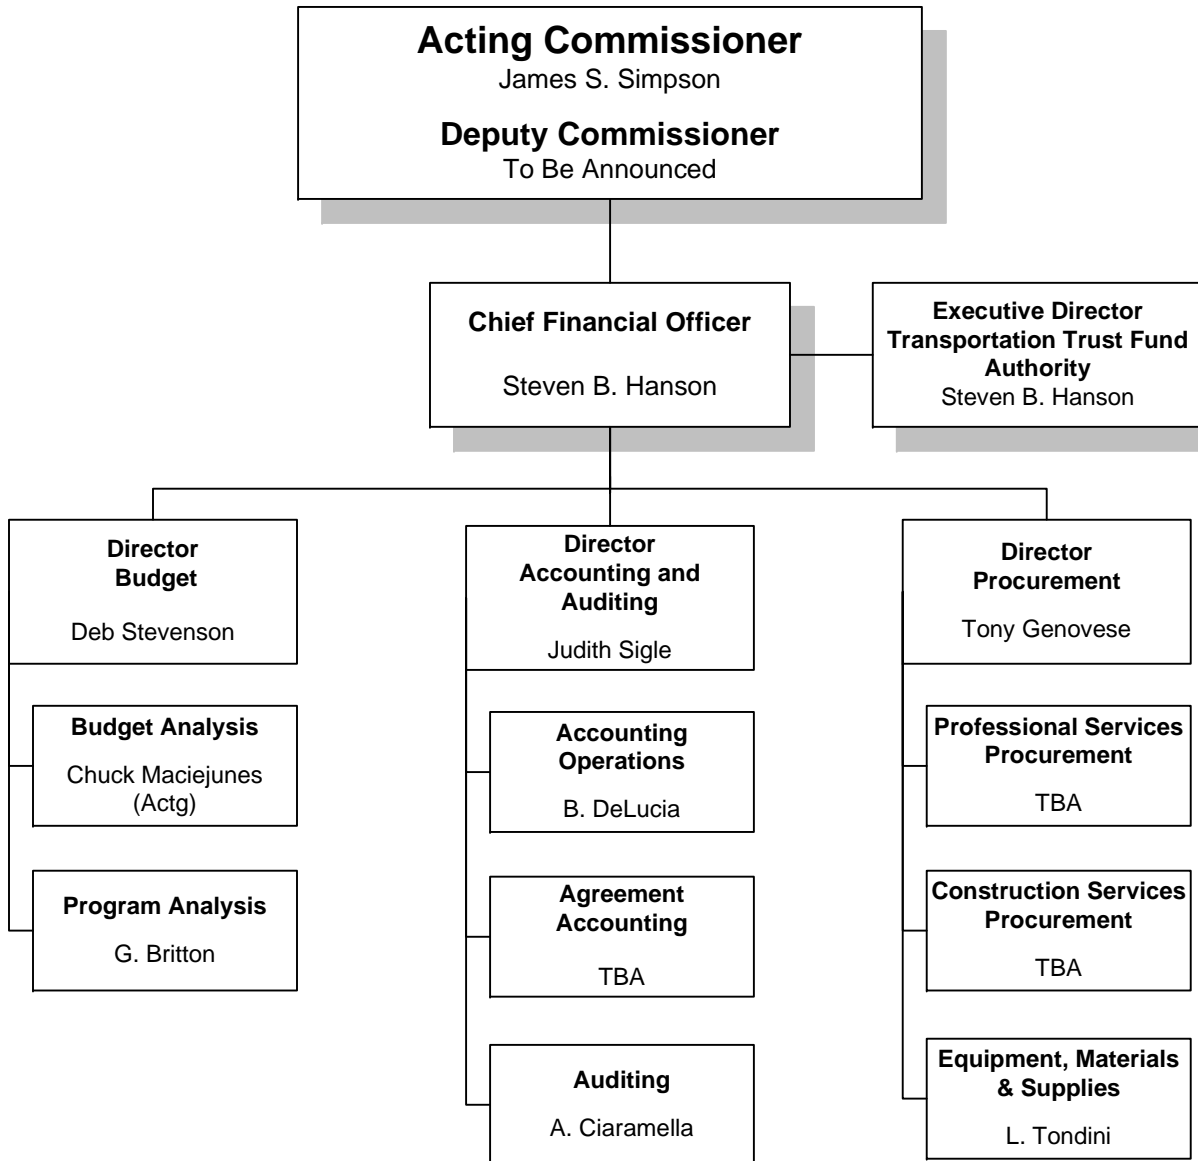 Acting Commissioner
James S. Simpson
Deputy Commissioner
To Be Announced
Chief Financial Officer
Steven B. Hanson
Executive Director
Transportation Trust Fund
Authority
Steven B. Hanson
Director
Budget
Deb Stevenson
Budget Analysis
Chuck Maciejunes
(Actg)
Program Analysis
G. Britton
Director
Accounting and
Auditing
Judith Sigle
Accounting
Operations
B. DeLucia
Agreement
Accounting
TBA
Auditing
A. Ciaramella
Director
Procurement
Tony Genovese
Professional Services
Procurement
TBA
Construction Services
Procurement
TBA
Equipment, Materials
& Supplies
L. Tondini